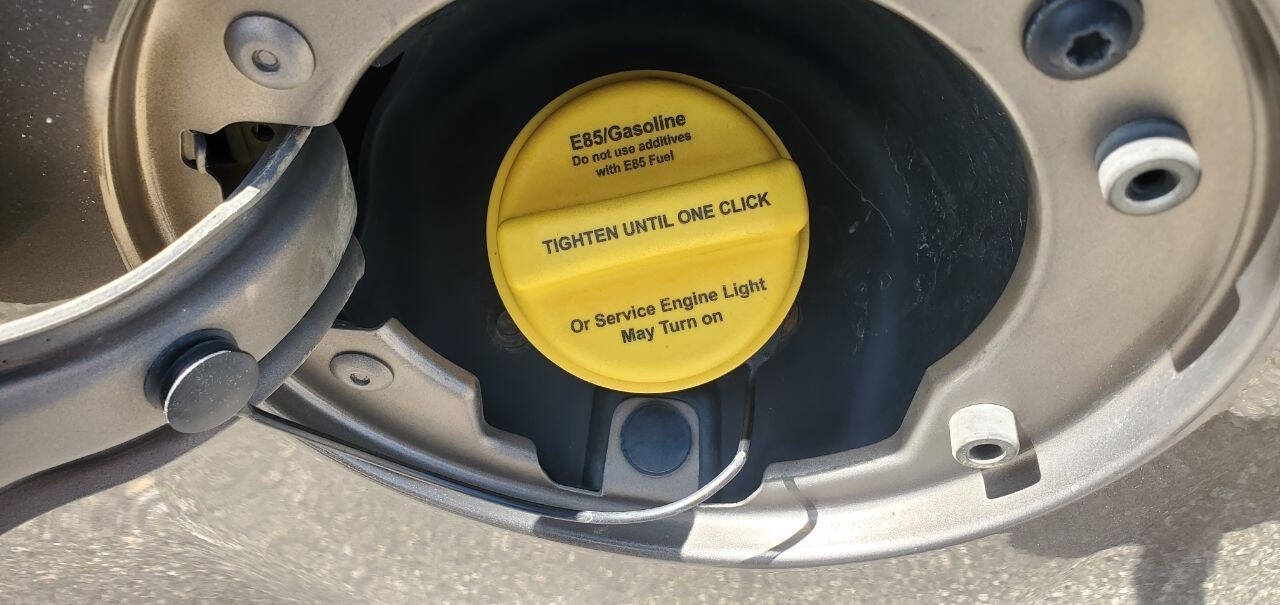 E85/Gasoline
Do not use additives
with E85 Fuel
TIGHTEN UNTIL ONE CLICK
Or Service Engine Light
May Turn on